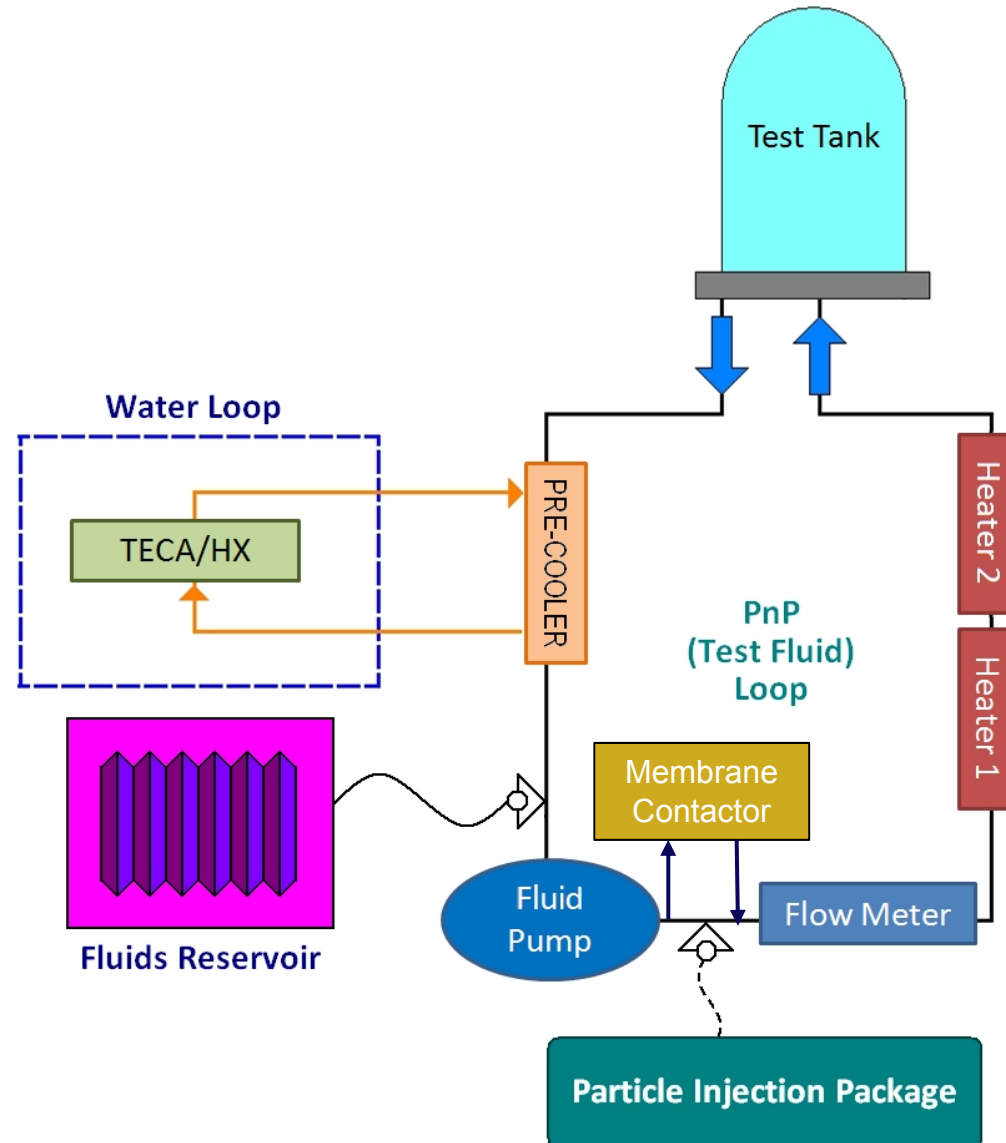 Test Tank
Water Loop
TECA/HX
PRE-COOLER
Heater 2
PnP
(Test Fluid)
Loop
Heater 1
Membrane
Contactor
Fluid
Pump
Flow Meter
Fluids Reservoir
Particle Injection Package